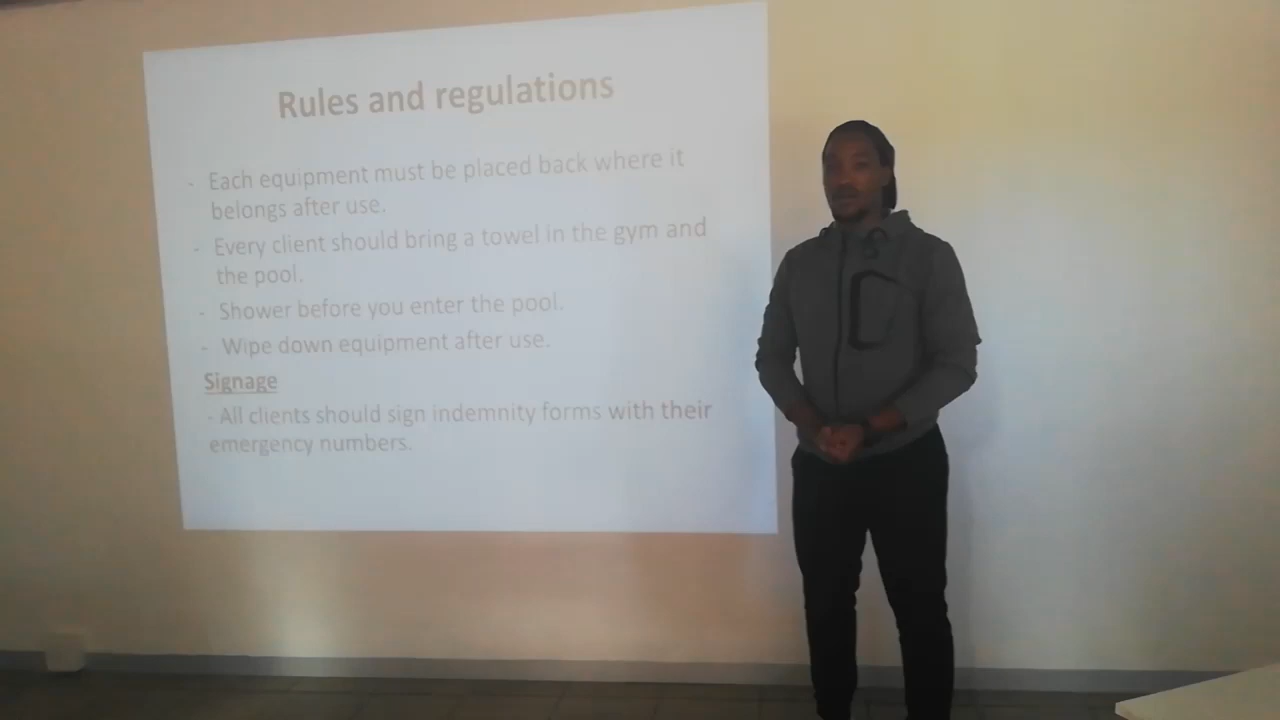 Rules and regulations
- Each equipment must be placed back where it
belongs after use.
- Every client should bring a towel in the gym and
the pool.
- Shower before you enter the pool.
- Wipe down equipment after use.
Signage
- All clients should sign indemnity forms with their
emergency numbers.